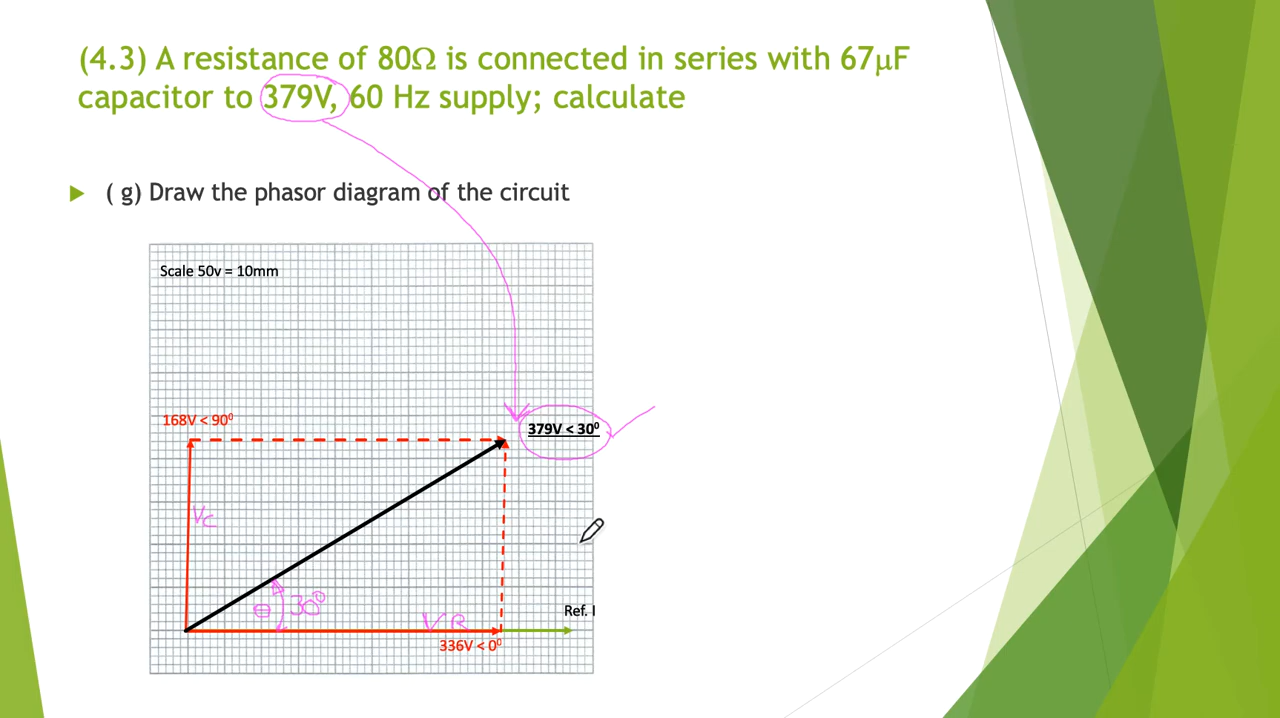 (4.3) A resistance of 80Ω is connected in series with 67μF
capacitor to 379V, 60 Hz supply; calculate
( g) Draw the phasor diagram of the circuit
Scale 50v = 10mm
168V < 90⁰
379V < 30⁰
Vc
θ 30⁰
VR
Ref. I
336V < 0⁰